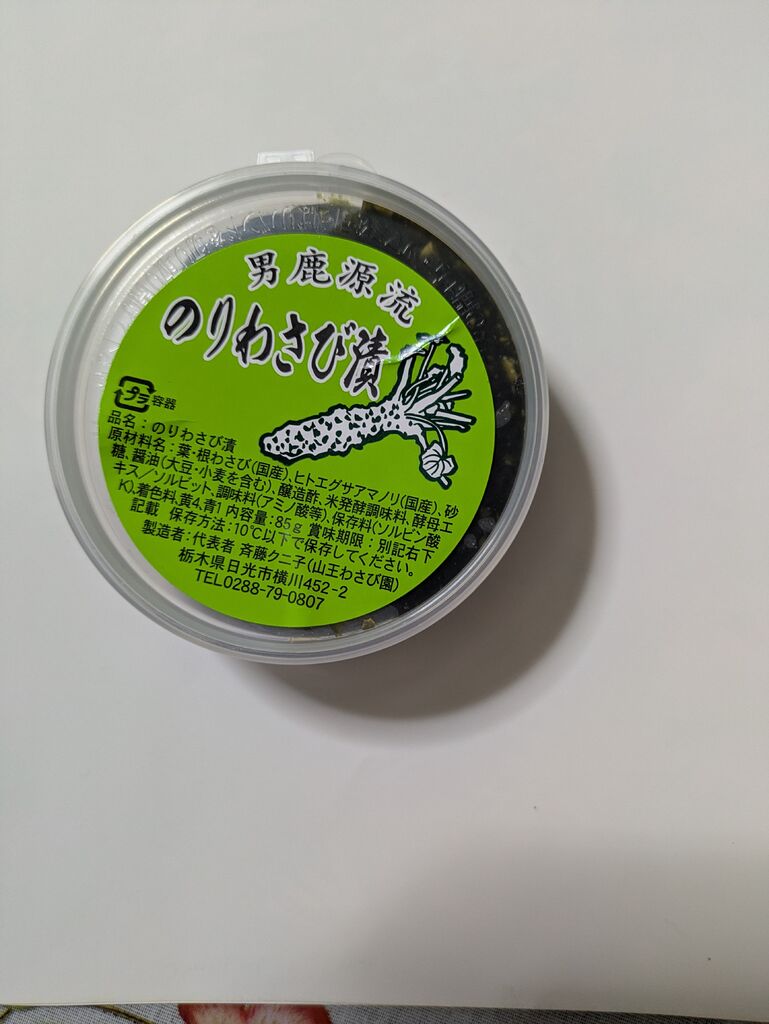 男鹿源流
のりわさび漬
プラ 容器
品名：のりわさび漬
原材料名：葉・根わさび(国産)、ヒトエグサアマノリ(国産)、砂
糖、醤油(大豆・小麦を含む)、醸造酢、米発酵調味料、酵母エ
キス／ソルビット、調味料(アミノ酸等)、保存料(ソルビン酸
K)、着色料、黄4、青1 内容量：85g 賞味期限：別記右下
記載 保存方法：10℃以下で保存してください。
製造者：代表者 斉藤クニ子(山王わさび園)
栃木県日光市横川452-2
TEL0288-79-0807